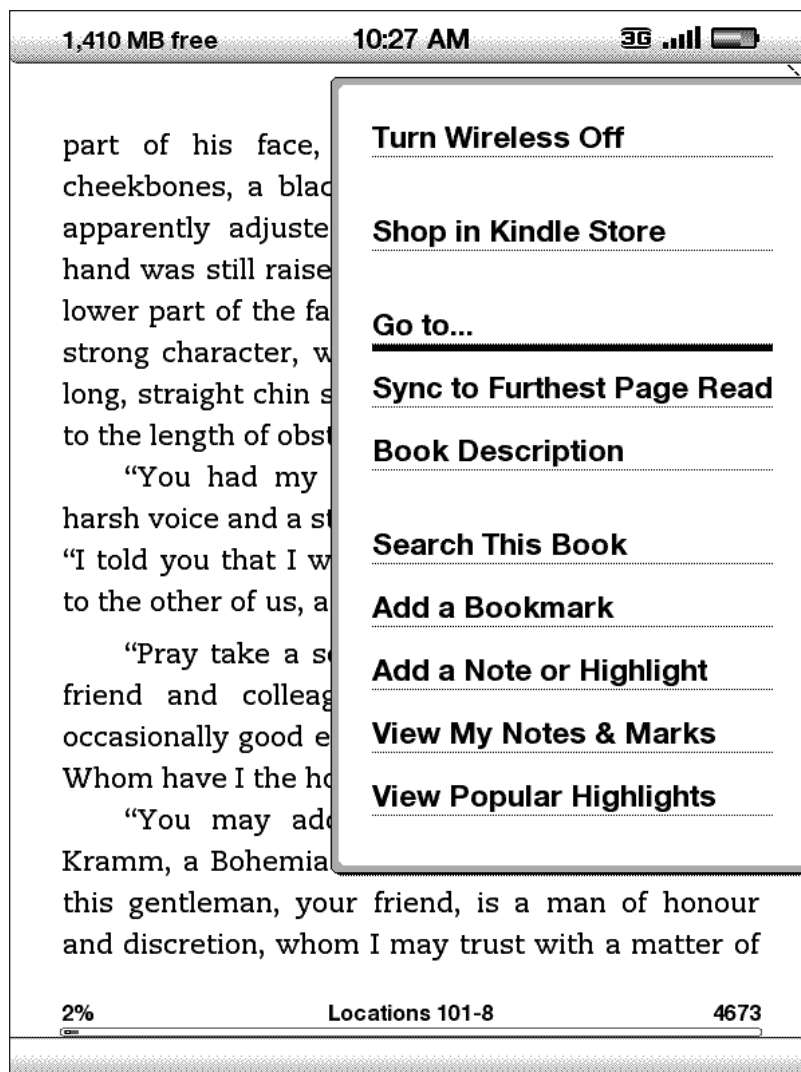 1,410 MB free 10:27 AM 3G
part of his face,
cheekbones, a blac
apparently adjuste
hand was still raise
lower part of the fa
strong character, w
long, straight chin s
to the length of obst
“You had my
harsh voice and a st
“I told you that I w
to the other of us, a
“Pray take a se
friend and colleag
occasionally good e
Whom have I the ho
“You may add
Kramm, a Bohemia
this gentleman, your friend, is a man of honour
and discretion, whom I may trust with a matter of
Turn Wireless Off
Shop in Kindle Store
Go to...
Sync to Furthest Page Read
Book Description
Search This Book
Add a Bookmark
Add a Note or Highlight
View My Notes & Marks
View Popular Highlights
2% Locations 101-8 4673